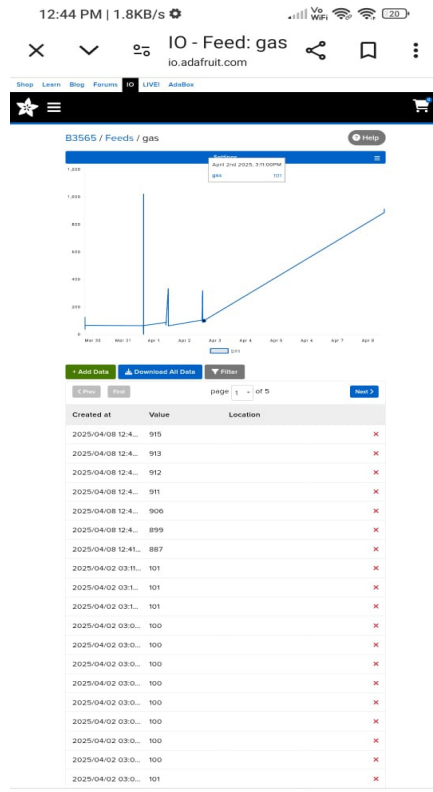 12:44 PM | 1.8KB/s
Vo WiFi 20
IO - Feed: gas
io.adafruit.com
Shop Learn Blog Forums IO LIVE! AdaBox
B3565 / Feeds / gas
Help
April 2nd 2025, 3:11:00PM
gas 101
1,000
800
600
400
200
0
Mar 31 Apr 1 Apr 2 Apr 3 Apr 4 Apr 5 Apr 6 Apr 7 Apr 8
+ Add Data Download All Data Filter
< Prev First page 1 of 5 Next >
Created at Value Location
2025/04/08 12:4... 915
2025/04/08 12:4... 913
2025/04/08 12:4... 912
2025/04/08 12:4... 911
2025/04/08 12:4... 906
2025/04/08 12:4... 899
2025/04/08 12:41... 887
2025/04/02 03:11... 101
2025/04/02 03:1... 101
2025/04/02 03:1... 101
2025/04/02 03:0... 100
2025/04/02 03:0... 100
2025/04/02 03:0... 100
2025/04/02 03:0... 100
2025/04/02 03:0... 100
2025/04/02 03:0... 100
2025/04/02 03:0... 100
2025/04/02 03:0... 100
2025/04/02 03:0... 101